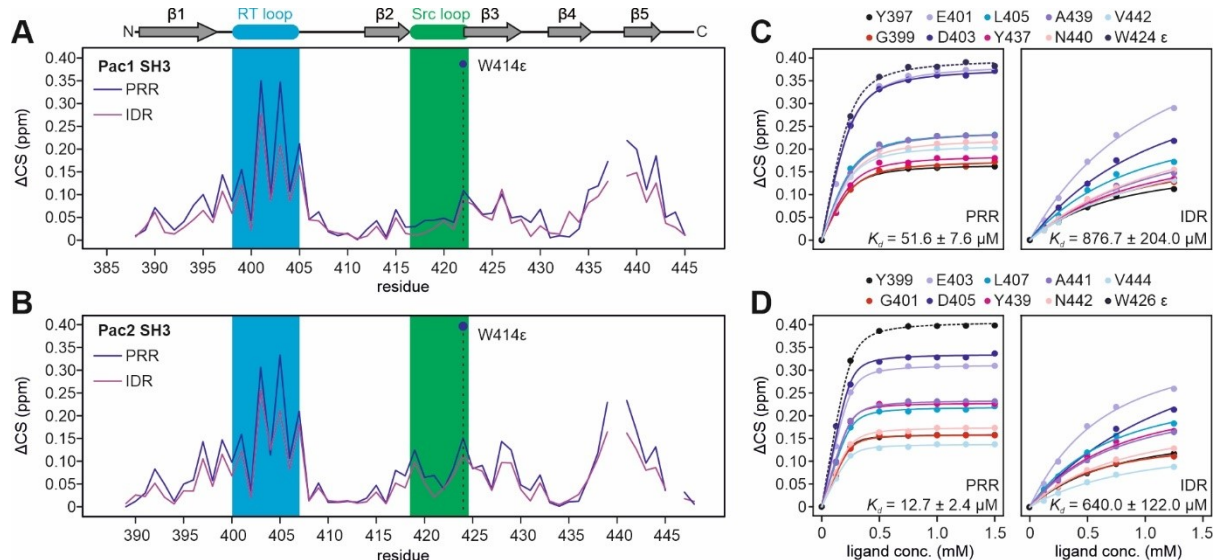 β1 RT loop β2 Src loop β3 β4 β5
A N C
Pac1 SH3
PRR
IDR
W414ε
ΔCS (ppm)
0.40
0.35
0.30
0.25
0.20
0.15
0.10
0.05
0
385 390 395 400 405 410 415 420 425 430 435 440 445
residue
B
Pac2 SH3
PRR
IDR
W414ε
ΔCS (ppm)
0.40
0.35
0.30
0.25
0.20
0.15
0.10
0.05
0
390 395 400 405 410 415 420 425 430 435 440 445
residue
C
Y397 E401 L405 A439 V442
G399 D403 Y437 N440 W424 ε
ΔCS (ppm)
0.40
0.35
0.30
0.25
0.20
0.15
0.10
0.05
0
PRR
Kd = 51.6 ± 7.6 µM
IDR
Kd = 876.7 ± 204.0 µM
D
Y399 E403 L407 A441 V444
G401 D405 Y439 N442 W426 ε
ΔCS (ppm)
0.40
0.35
0.30
0.25
0.20
0.15
0.10
0.05
0
PRR
Kd = 12.7 ± 2.4 µM
IDR
Kd = 640.0 ± 122.0 µM
0 0.5 1.0 1.5 0 0.5 1.0 1.5
ligand conc. (mM) ligand conc. (mM)